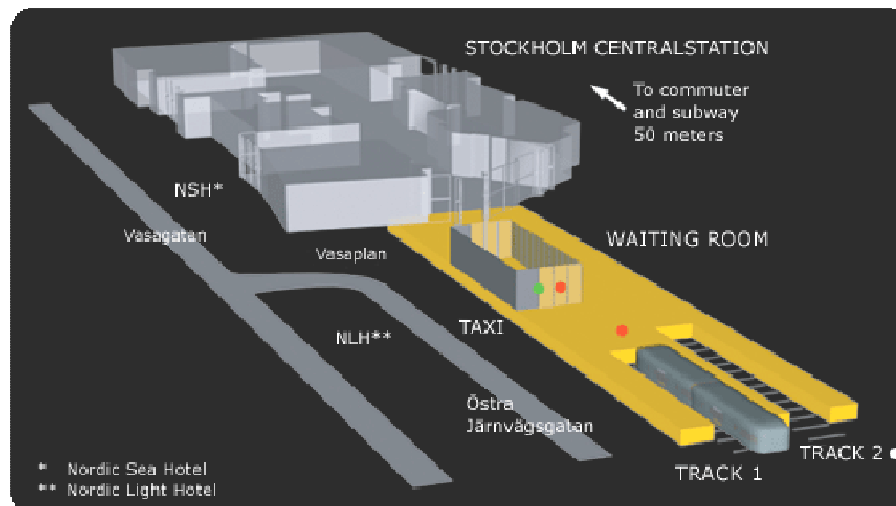 STOCKHOLM CENTRALSTATION
To commuter
and subway
50 meters
NSH*
Vasagatan
Vasaplan
WAITING ROOM
TAXI
NLH**
Östra
Järnvägsgatan
TRACK 1
TRACK 2
* Nordic Sea Hotel
** Nordic Light Hotel